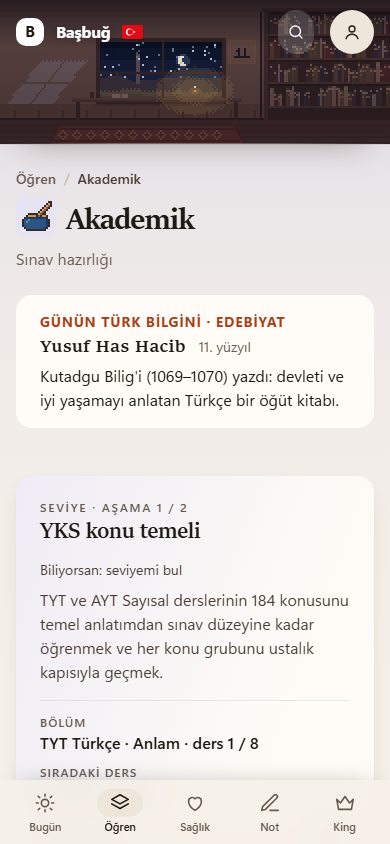 B Başbuğ
Öğren / Akademik
Akademik
Sınav hazırlığı
GÜNÜN TÜRK BİLGİNİ · EDEBİYAT
Yusuf Has Hacib 11. yüzyıl
Kutadgu Bilig'i (1069–1070) yazdı: devleti ve
iyi yaşamayı anlatan Türkçe bir öğüt kitabı.
SEVİYE · AŞAMA 1 / 2
YKS konu temeli
Biliyorsan: seviyemi bul
TYT ve AYT Sayısal derslerinin 184 konusunu
temel anlatımdan sınav düzeyine kadar
öğrenmek ve her konu grubunu ustalık
kapısıyla geçmek.
BÖLÜM
TYT Türkçe · Anlam · ders 1 / 8
SIRADAKİ DERS
Bugün Öğren Sağlık Not King